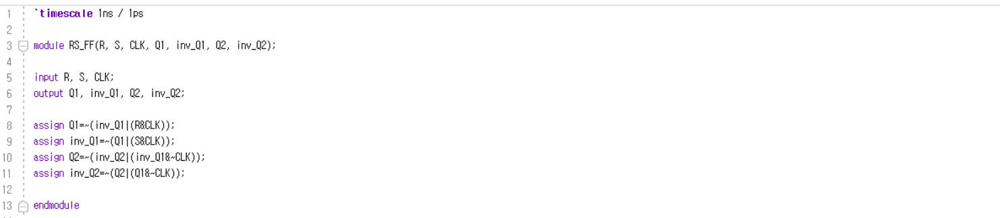 1 `timescale 1ns / 1ps
2
3 module RS_FF(R, S, CLK, Q1, inv_Q1, Q2, inv_Q2);
4
5 input R, S, CLK;
6 output Q1, inv_Q1, Q2, inv_Q2;
7
8 assign Q1=~(inv_Q1|(R&CLK));
9 assign inv_Q1=~(Q1|(S&CLK));
10 assign Q2=~(inv_Q2|(inv_Q1&~CLK));
11 assign inv_Q2=~(Q2|(Q1&~CLK));
12
13 endmodule